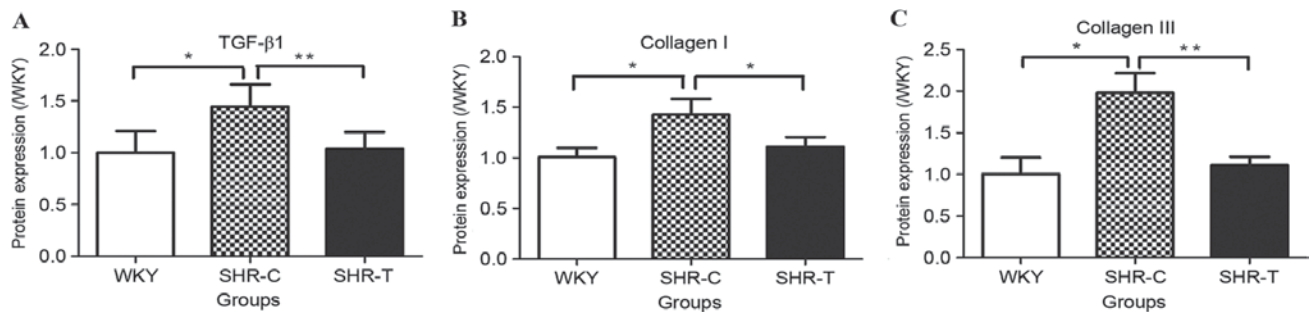 A
TGF-β1
Protein expression (/WKY)
2.0
1.5
1.0
0.5
0.0
*
**
WKY SHR-C SHR-T
Groups
B
Collagen I
Protein expression (/WKY)
2.0
1.5
1.0
0.5
0.0
*
*
WKY SHR-C SHR-T
Groups
C
Collagen III
Protein expression (/WKY)
2.5
2.0
1.5
1.0
0.5
0.0
*
**
WKY SHR-C SHR-T
Groups